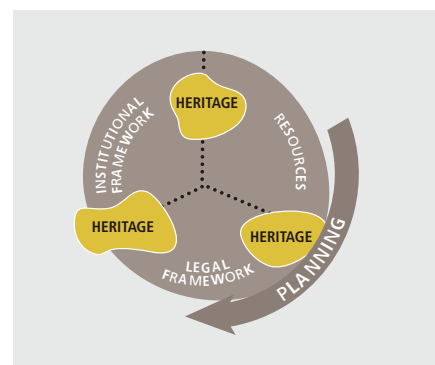 HERITAGE
INSTITUTIONAL
FRAMEWORK
RESOURCES
HERITAGE
HERITAGE
LEGAL
FRAMEWORK
PLANNING